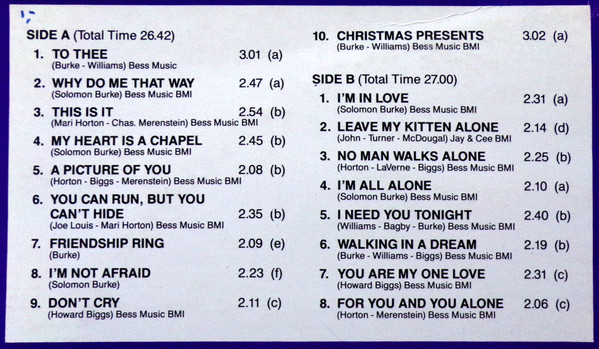 SIDE A (Total Time 26.42)
1. TO THEE 3.01 (a)
(Burke - Williams) Bess Music BMI
2. WHY DO ME THAT WAY 2.47 (a)
(Solomon Burke) Bess Music BMI
3. THIS IS IT 2.54 (b)
(Mari Horton - Chas. Merenstein) Bess Music BMI
4. MY HEART IS A CHAPEL 2.45 (b)
(Solomon Burke) Bess Music BMI
5. A PICTURE OF YOU 2.08 (b)
(Horton - Biggs - Merenstein) Bess Music BMI
6. YOU CAN RUN, BUT YOU
CAN'T HIDE 2.35 (b)
(Joe Louis - Mari Horton) Bess Music BMI
7. FRIENDSHIP RING 2.09 (e)
(Burke)
8. I'M NOT AFRAID 2.23 (f)
(Solomon Burke)
9. DON'T CRY 2.11 (c)
(Howard Biggs) Bess Music BMI
10. CHRISTMAS PRESENTS 3.02 (a)
(Burke - Williams) Bess Music BMI
SIDE B (Total Time 27.00)
1. I'M IN LOVE 2.31 (a)
(Solomon Burke) Bess Music BMI
2. LEAVE MY KITTEN ALONE 2.14 (d)
(John - Turner - McDougal) Jay & Cee BMI
3. NO MAN WALKS ALONE 2.25 (b)
(Horton - LaVerne - Biggs) Bess Music BMI
4. I'M ALL ALONE 2.10 (a)
(Solomon Burke) Bess Music BMI
5. I NEED YOU TONIGHT 2.40 (b)
(Williams - Bagby - Burke) Bess Music BMI
6. WALKING IN A DREAM 2.19 (b)
(Burke - Williams - Biggs) Bess Music BMI
7. YOU ARE MY ONE LOVE 2.31 (c)
(Howard Biggs) Bess Music BMI
8. FOR YOU AND YOU ALONE 2.06 (c)
(Horton - Merenstein) Bess Music BMI